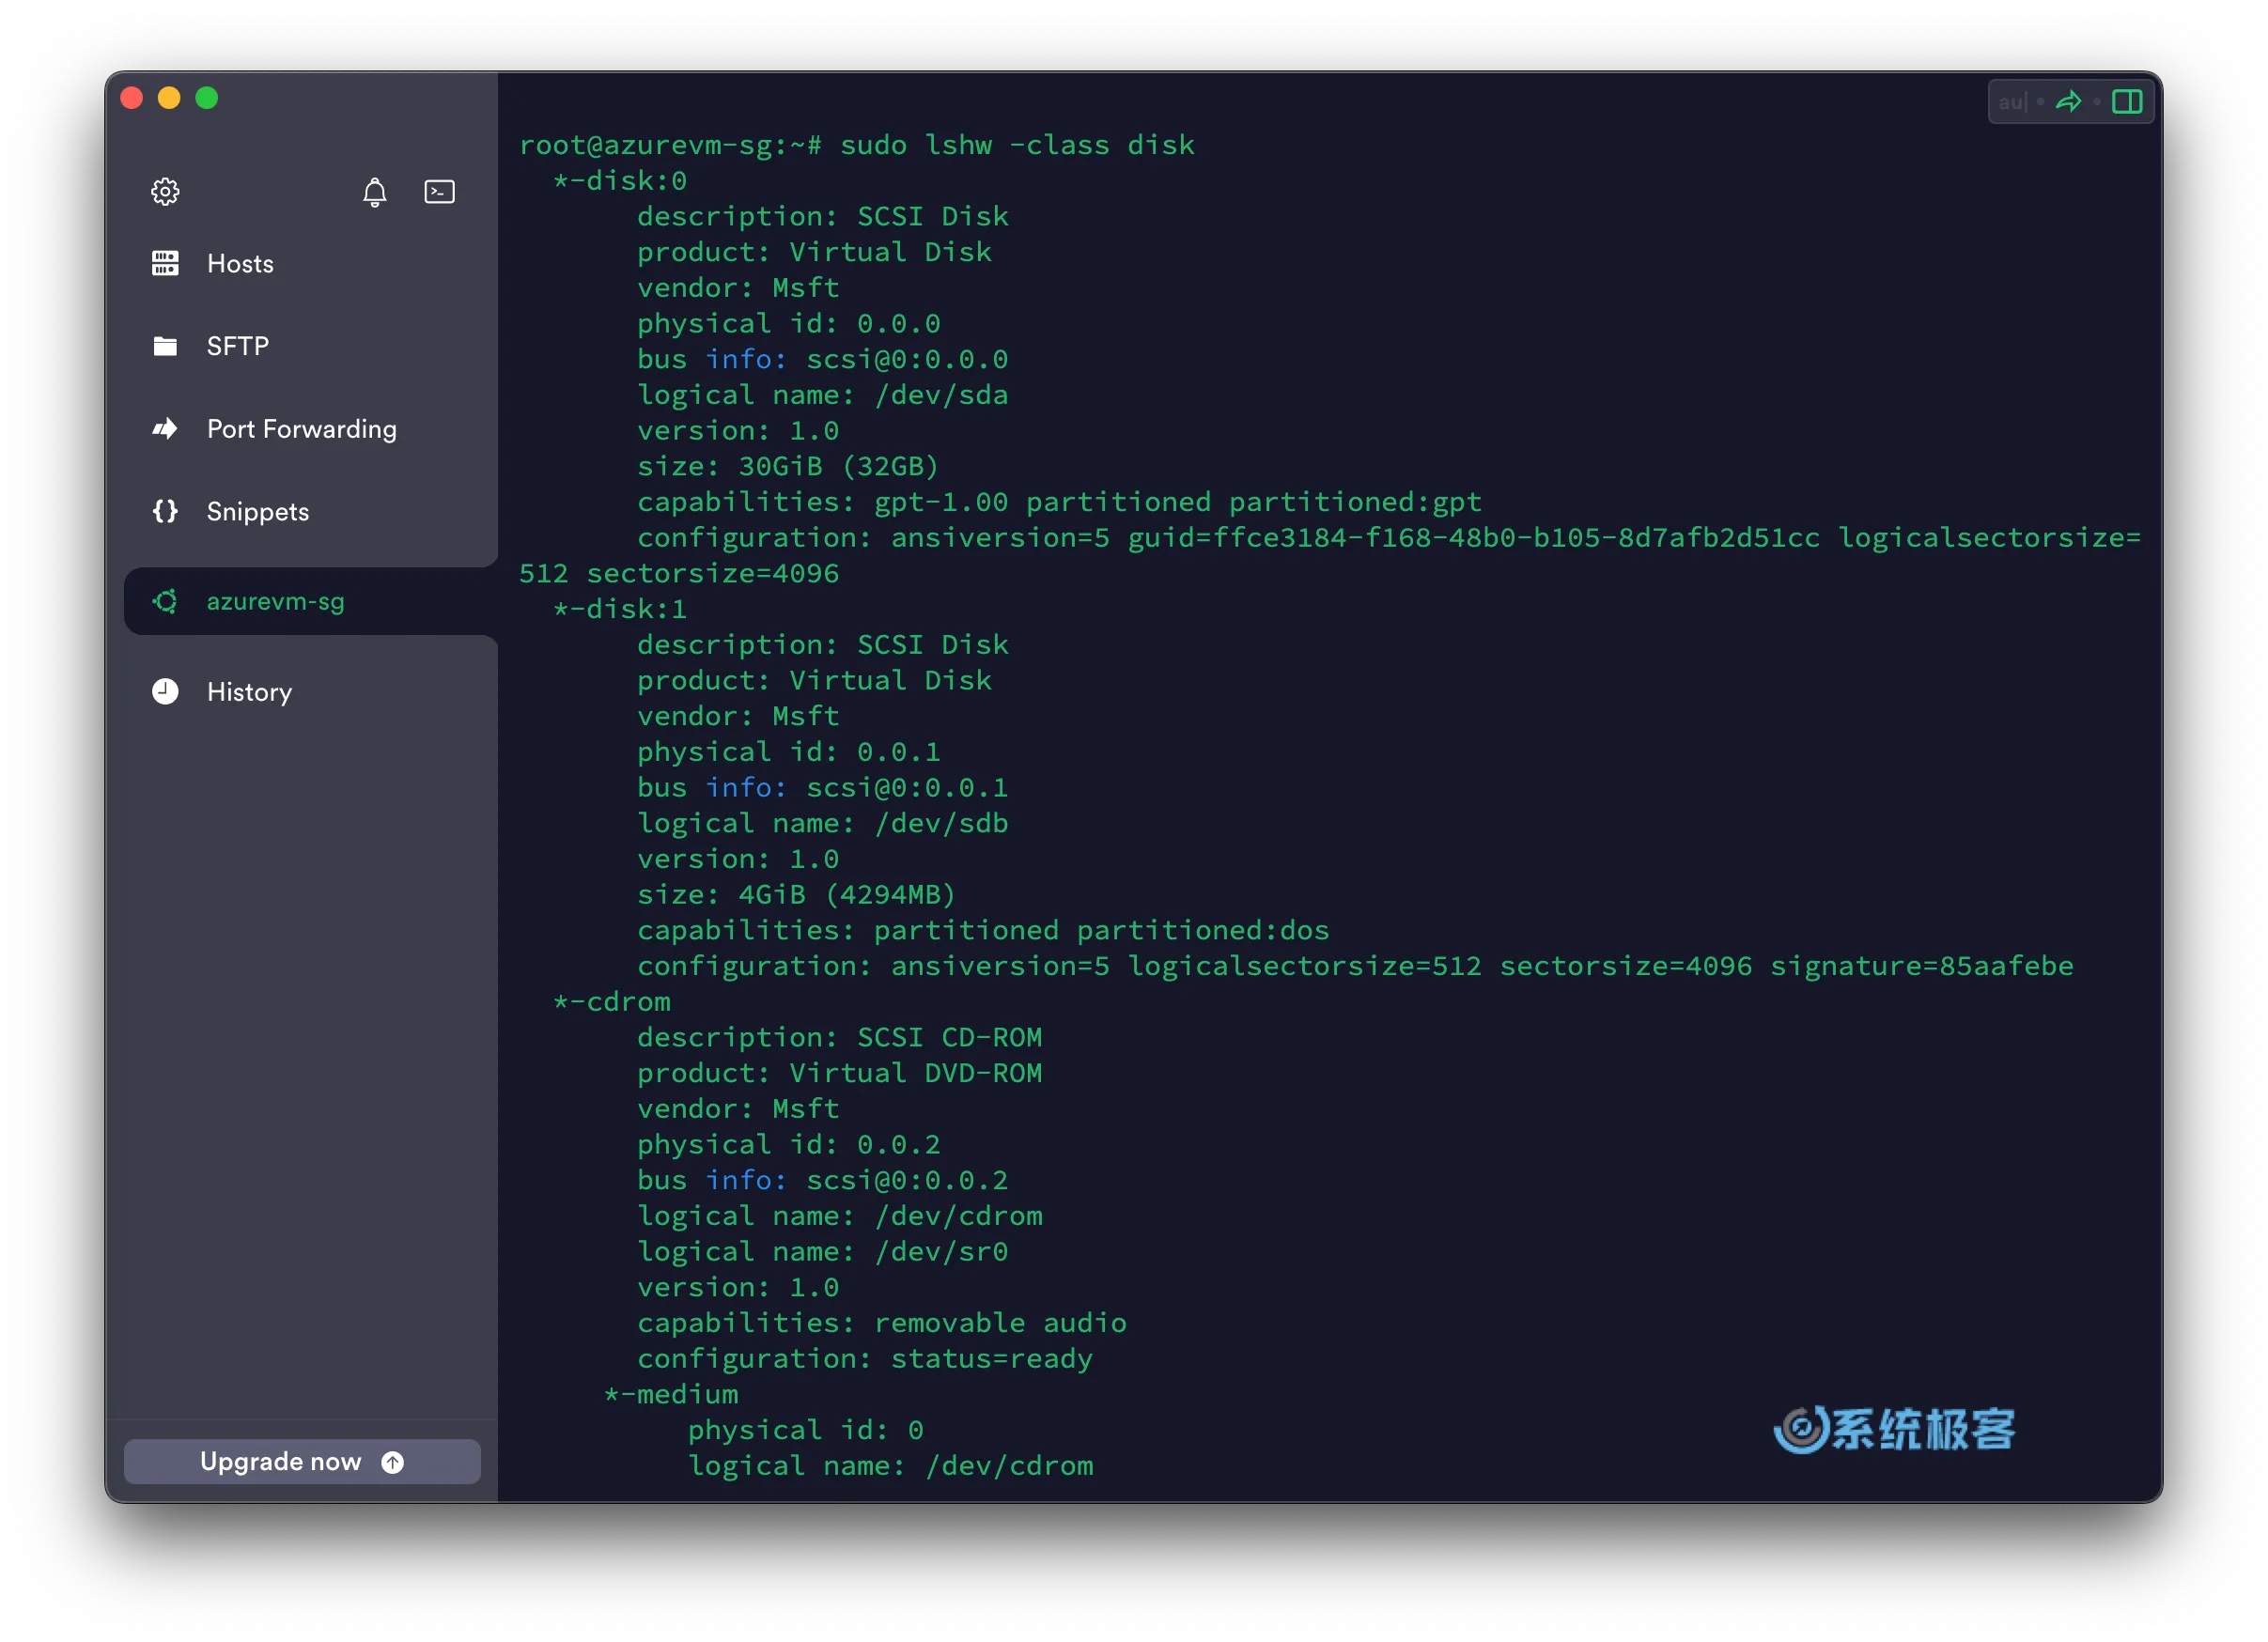 au
Hosts
SFTP
Port Forwarding
Snippets
azurevm-sg
History
Upgrade now
root@azurevm-sg:~# sudo lshw -class disk
  *-disk:0
       description: SCSI Disk
       product: Virtual Disk
       vendor: Msft
       physical id: 0.0.0
       bus info: scsi@0:0.0.0
       logical name: /dev/sda
       version: 1.0
       size: 30GiB (32GB)
       capabilities: gpt-1.00 partitioned partitioned:gpt
       configuration: ansiversion=5 guid=ffce3184-f168-48b0-b105-8d7afb2d51cc logicalsectorsize=
512 sectorsize=4096
  *-disk:1
       description: SCSI Disk
       product: Virtual Disk
       vendor: Msft
       physical id: 0.0.1
       bus info: scsi@0:0.0.1
       logical name: /dev/sdb
       version: 1.0
       size: 4GiB (4294MB)
       capabilities: partitioned partitioned:dos
       configuration: ansiversion=5 logicalsectorsize=512 sectorsize=4096 signature=85aafebe
  *-cdrom
       description: SCSI CD-ROM
       product: Virtual DVD-ROM
       vendor: Msft
       physical id: 0.0.2
       bus info: scsi@0:0.0.2
       logical name: /dev/cdrom
       logical name: /dev/sr0
       version: 1.0
       capabilities: removable audio
       configuration: status=ready
     *-medium
          physical id: 0
          logical name: /dev/cdrom
系统极客